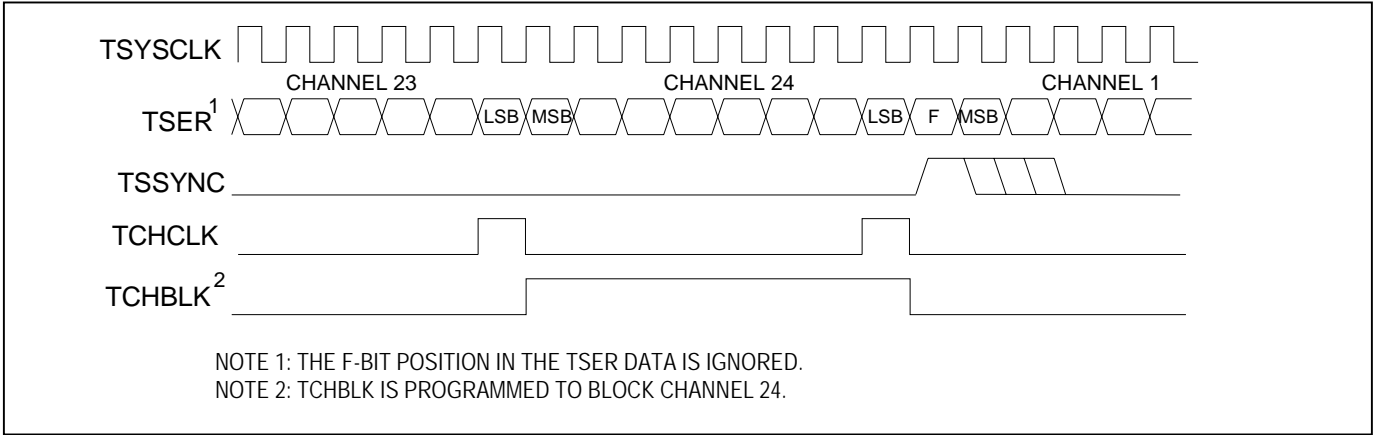 TSYSCLK
CHANNEL 23 CHANNEL 24 CHANNEL 1
TSER1 LSB MSB LSB F MSB
TSSYNC
TCHCLK
TCHBLK2
NOTE 1: THE F-BIT POSITION IN THE TSER DATA IS IGNORED.
NOTE 2: TCHBLK IS PROGRAMMED TO BLOCK CHANNEL 24.